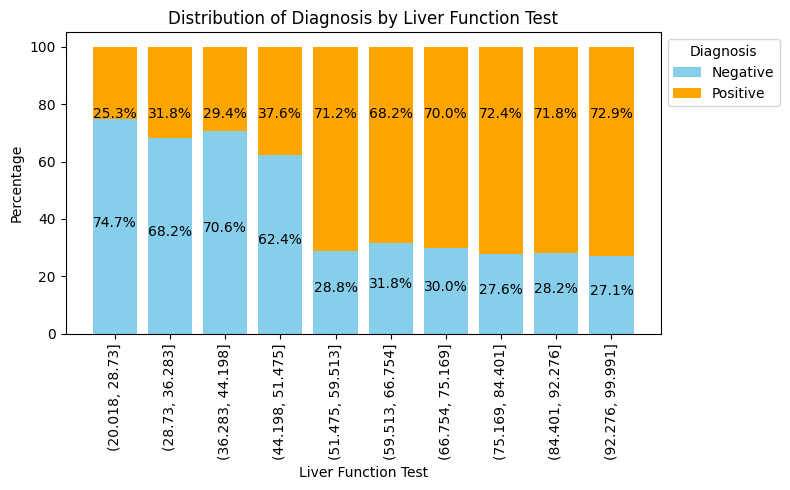 Distribution of Diagnosis by Liver Function Test
Diagnosis
Negative
Positive
Percentage
100
80
60
40
20
0
25.3% 31.8% 29.4% 37.6% 71.2% 68.2% 70.0% 72.4% 71.8% 72.9%
74.7% 68.2% 70.6% 62.4% 28.8% 31.8% 30.0% 27.6% 28.2% 27.1%
(20.018, 28.73]
(28.73, 36.283]
(36.283, 44.198]
(44.198, 51.475]
(51.475, 59.513]
(59.513, 66.754]
(66.754, 75.169]
(75.169, 84.401]
(84.401, 92.276]
(92.276, 99.991]
Liver Function Test